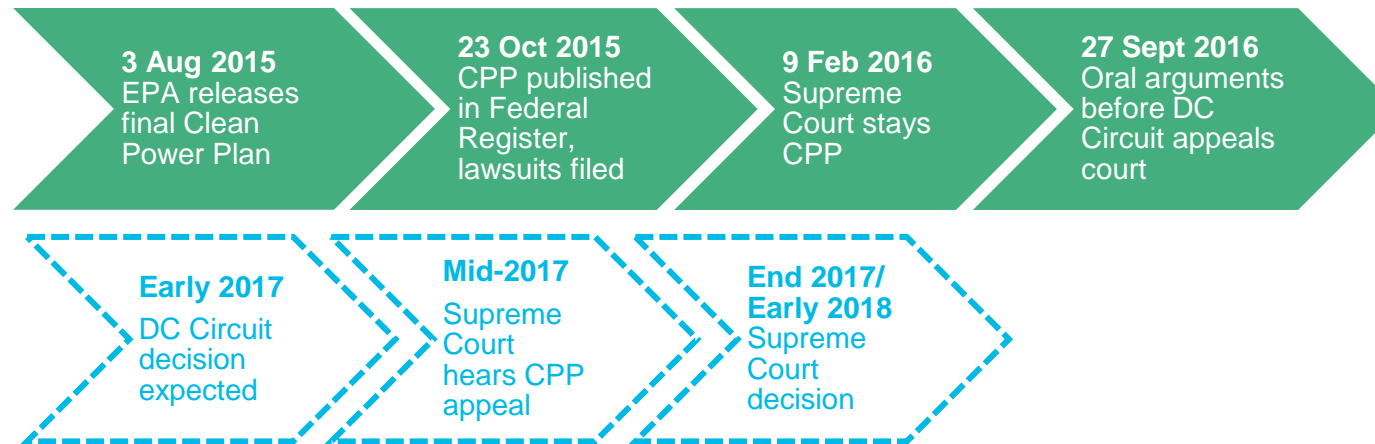 3 Aug 2015
EPA releases
final Clean
Power Plan
23 Oct 2015
CPP published
in Federal
Register,
lawsuits filed
9 Feb 2016
Supreme
Court stays
CPP
27 Sept 2016
Oral arguments
before DC
Circuit appeals
court
Early 2017
DC Circuit
decision
expected
Mid-2017
Supreme
Court
hears CPP
appeal
End 2017/
Early 2018
Supreme
Court
decision